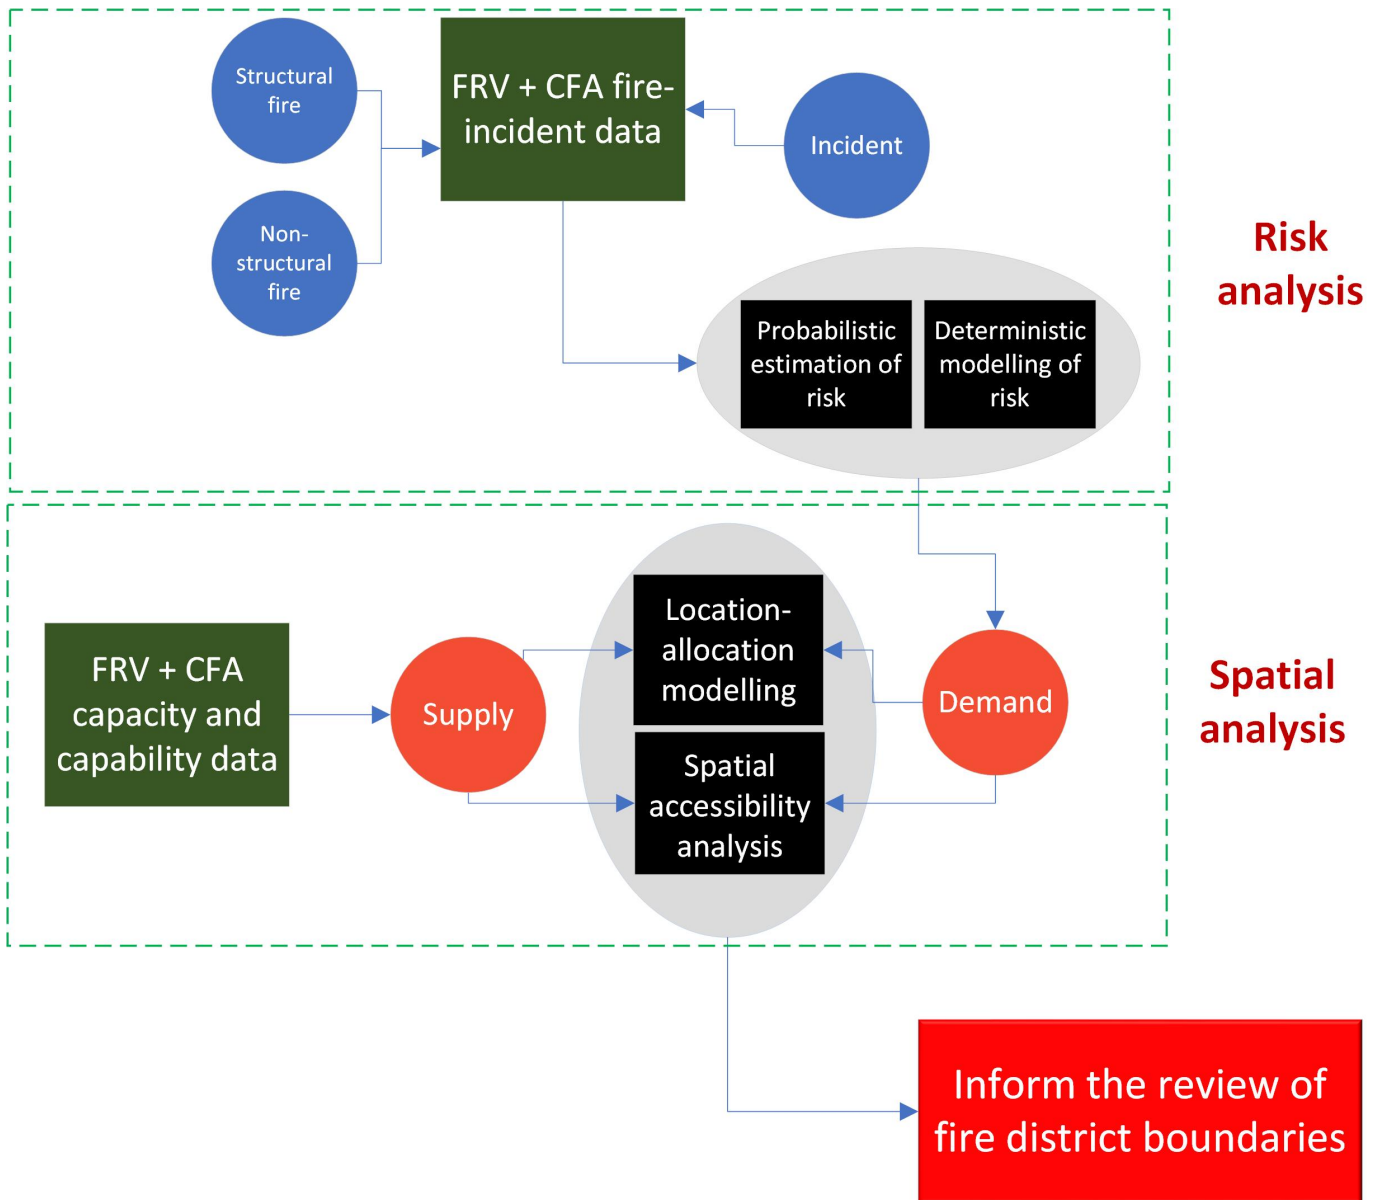 Structural
fire
FRV + CFA fire-
incident data
Incident
Non-
structural
fire
Risk
analysis
Probabilistic
estimation of
risk
Deterministic
modelling of
risk
FRV + CFA
capacity and
capability data
Supply
Location-
allocation
modelling
Spatial
accessibility
analysis
Demand
Spatial
analysis
Inform the review of
fire district boundaries